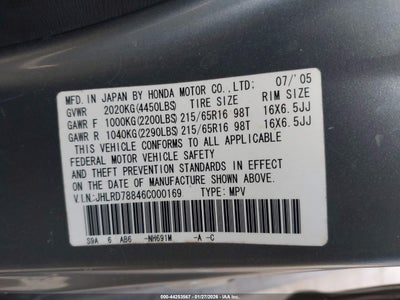 MFD. IN JAPAN BY HONDA MOTOR CO.,LTD: 07/'05
GVWR 2020KG(4450LBS) TIRE SIZE RIM SIZE
GAWR F 1000KG(2200LBS) 215/65R16 98T 16X6.5JJ
GAWR R 1040KG(2290LBS) 215/65R16 98T 16X6.5JJ
THIS VEHICLE CONFORMS TO ALL APPLICABLE
FEDERAL MOTOR VEHICLE SAFETY
AND THEFT PREVENTION STANDARDS IN EFFECT
ON THE DATE OF MANUFACTURE SHOWN ABOVE.
V.I.N.:JHLRD78846C000169 TYPE: MPV
S9A 6 AB6 -NH691M -A -C
000-44253567 - 01/27/2026 - IAA Holdings, LLC